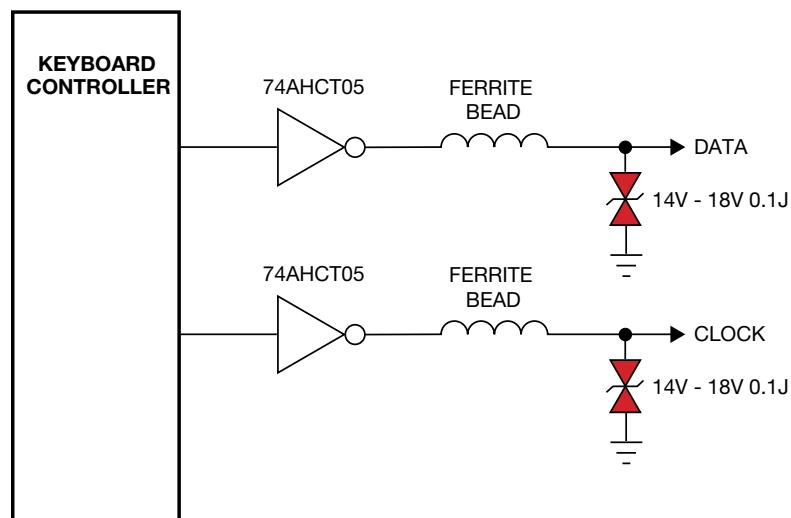 KEYBOARD
CONTROLLER
74AHCT05
FERRITE
BEAD
DATA
14V - 18V 0.1J
74AHCT05
FERRITE
BEAD
CLOCK
14V - 18V 0.1J